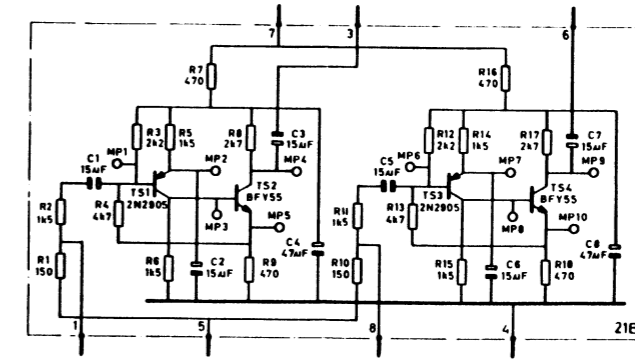 7
3
6
R7
470
R16
470
R3
2k2
R5
1k5
R8
2k7
C3
15µF
R12
2k2
R14
1k5
R17
2k7
C7
15µF
MP1
C1
15µF
MP2
MP4
C5
15µF
MP6
MP7
MP9
R2
1k5
R4
4k7
TS1
2N2905
TS2
BFY55
R11
1k5
R13
4k7
TS3
2N2905
TS4
BFY55
MP3
MP5
MP8
MP10
R1
150
R6
1k5
C2
15µF
R9
470
C4
47µF
R10
150
R15
1k5
C6
15µF
R18
470
C8
47µF
1
5
8
4
21E